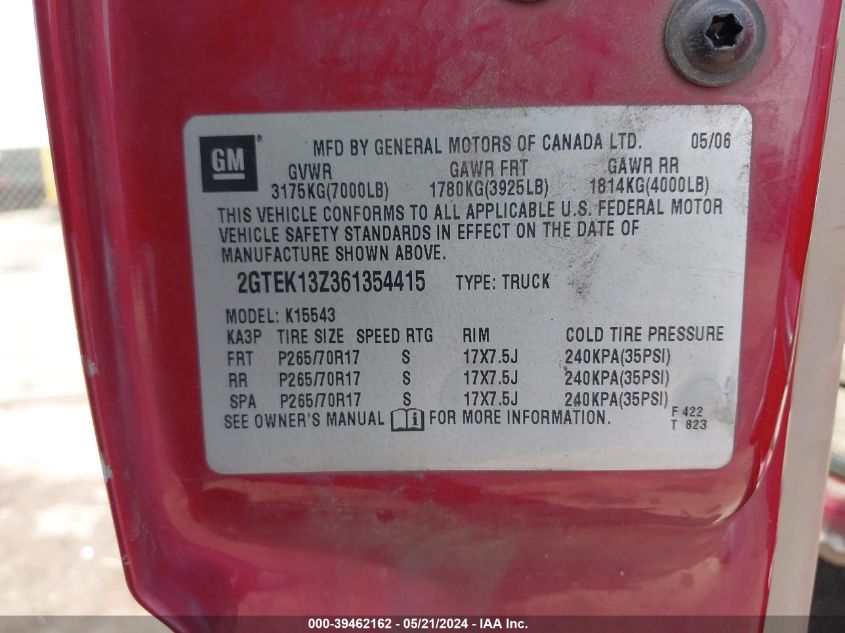 GM® MFD BY GENERAL MOTORS OF CANADA LTD. 05/06
GVWR GAWR FRT GAWR RR
3175KG(7000LB) 1780KG(3925LB) 1814KG(4000LB)
THIS VEHICLE CONFORMS TO ALL APPLICABLE U.S. FEDERAL MOTOR
VEHICLE SAFETY STANDARDS IN EFFECT ON THE DATE OF
MANUFACTURE SHOWN ABOVE.
2GTEK13Z361354415 TYPE: TRUCK
MODEL: K15543
KA3P TIRE SIZE SPEED RTG RIM COLD TIRE PRESSURE
FRT P265/70R17 S 17X7.5J 240KPA(35PSI)
RR P265/70R17 S 17X7.5J 240KPA(35PSI)
SPA P265/70R17 S 17X7.5J 240KPA(35PSI)
SEE OWNER'S MANUAL i FOR MORE INFORMATION.
F 422
T 823
000-39462162 - 05/21/2024 - IAA Inc.